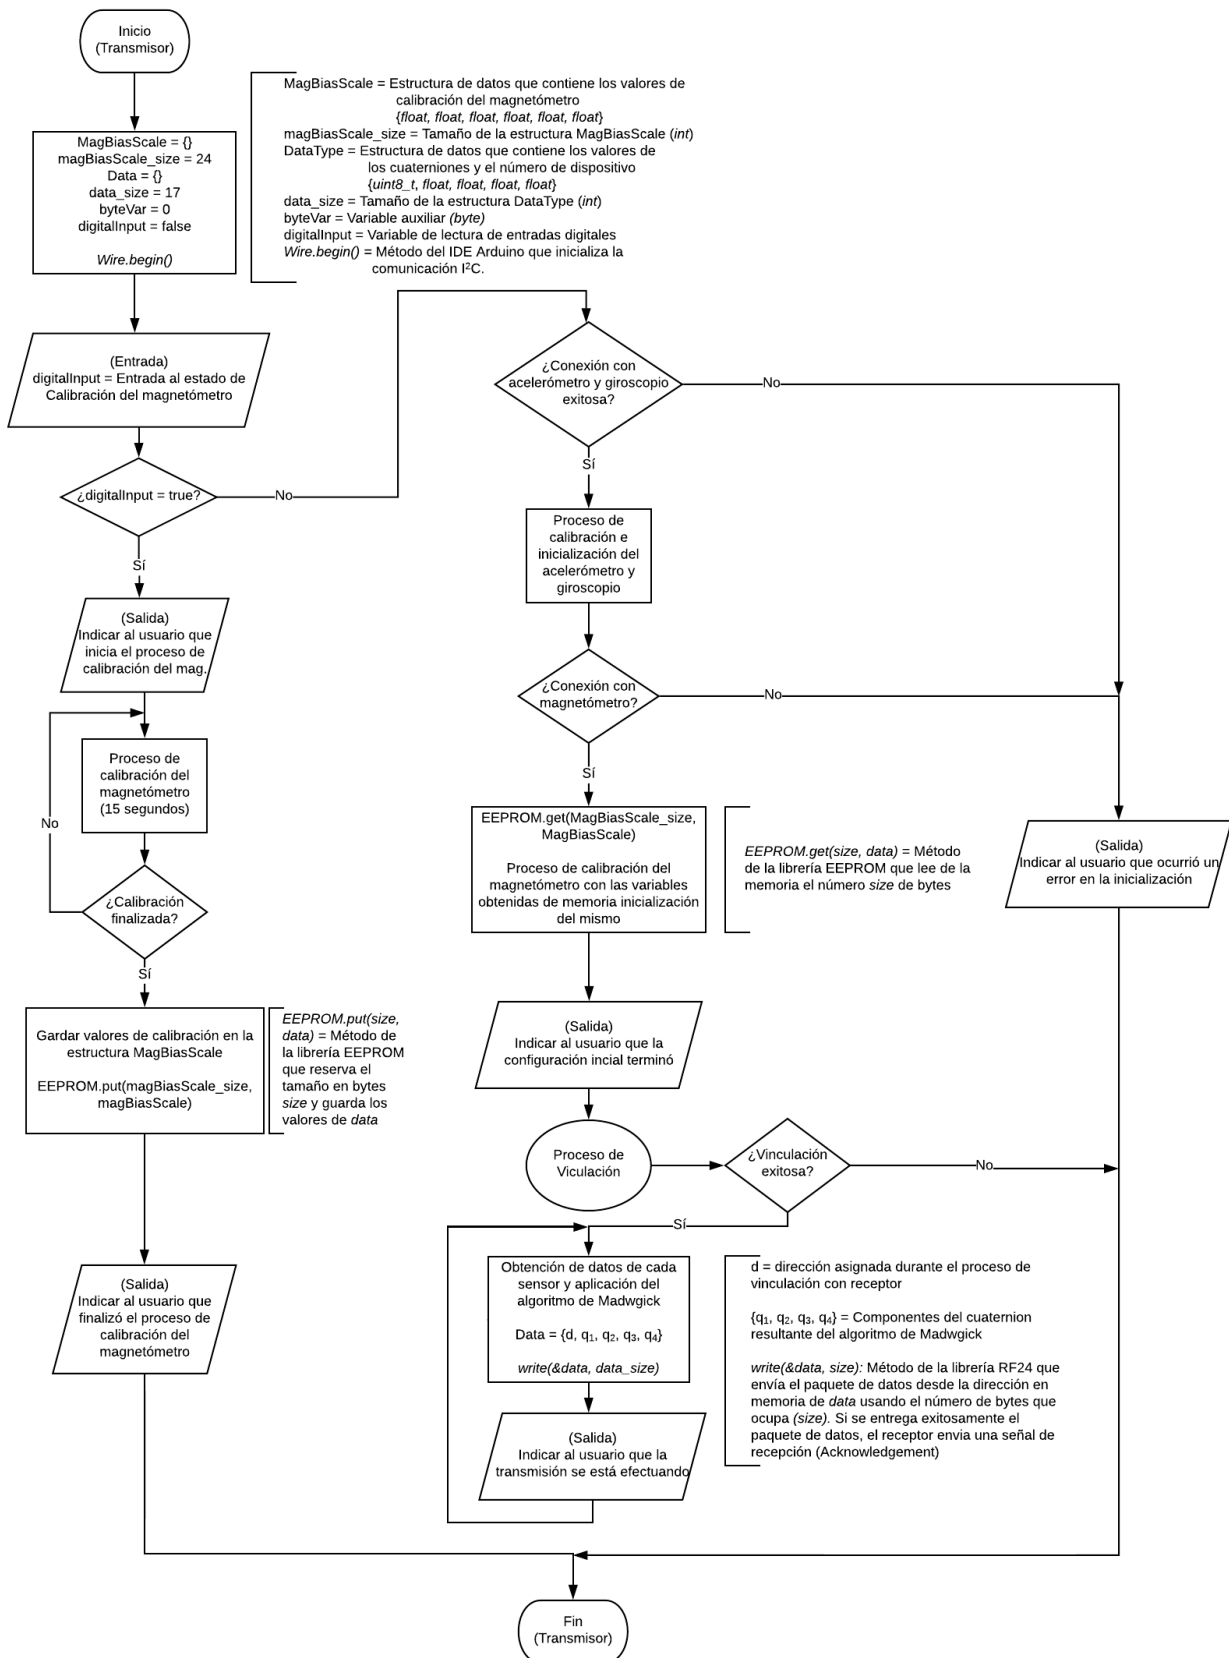 Inicio
(Transmisor)
MagBiasScale = {}
magBiasScale_size = 24
Data = {}
data_size = 17
byteVar = 0
digitalInput = false
Wire.begin()
MagBiasScale = Estructura de datos que contiene los valores de
calibración del magnetómetro
{float, float, float, float, float, float}
magBiasScale_size = Tamaño de la estructura MagBiasScale (int)
DataType = Estructura de datos que contiene los valores de
los cuaterniones y el número de dispositivo
{uint8_t, float, float, float, float}
data_size = Tamaño de la estructura DataType (int)
byteVar = Variable auxiliar (byte)
digitalInput = Variable de lectura de entradas digitales
Wire.begin() = Método del IDE Arduino que inicializa la
comunicación I²C.
(Entrada)
digitalInput = Entrada al estado de
Calibración del magnetómetro
¿digitalInput = true?
No
Sí
(Salida)
Indicar al usuario que
inicia el proceso de
calibración del mag.
Proceso de
calibración del
magnetómetro
(15 segundos)
No
¿Calibración
finalizada?
Sí
Gardar valores de calibración en la
estructura MagBiasScale
EEPROM.put(magBiasScale_size,
magBiasScale)
EEPROM.put(size,
data) = Método de
la librería EEPROM
que reserva el
tamaño en bytes
size y guarda los
valores de data
(Salida)
Indicar al usuario que
finalizó el proceso de
calibración del
magnetómetro
¿Conexión con
acelerómetro y giroscopio
exitosa?
No
Sí
Proceso de
calibración e
inicialización del
acelerómetro y
giroscopio
¿Conexión con
magnetómetro?
No
Sí
EEPROM.get(MagBiasScale_size,
MagBiasScale)
Proceso de calibración del
magnetómetro con las variables
obtenidas de memoria inicialización
del mismo
EEPROM.get(size, data) = Método
de la librería EEPROM que lee de la
memoria el número size de bytes
(Salida)
Indicar al usuario que ocurrió un
error en la inicialización
(Salida)
Indicar al usuario que la
configuración incial terminó
Proceso de
Viculación
¿Vinculación
exitosa?
No
Sí
Obtención de datos de cada
sensor y aplicación del
algoritmo de Madwgick
Data = {d, q₁, q₂, q₃, q₄}
write(&data, data_size)
d = dirección asignada durante el proceso de
vinculación con receptor
{q₁, q₂, q₃, q₄} = Componentes del cuaternion
resultante del algoritmo de Madwgick
write(&data, size): Método de la librería RF24 que
envía el paquete de datos desde la dirección en
memoria de data usando el número de bytes que
ocupa (size). Si se entrega exitosamente el
paquete de datos, el receptor envia una señal de
recepción (Acknowledgement)
(Salida)
Indicar al usuario que la
transmisión se está efectuando
Fin
(Transmisor)